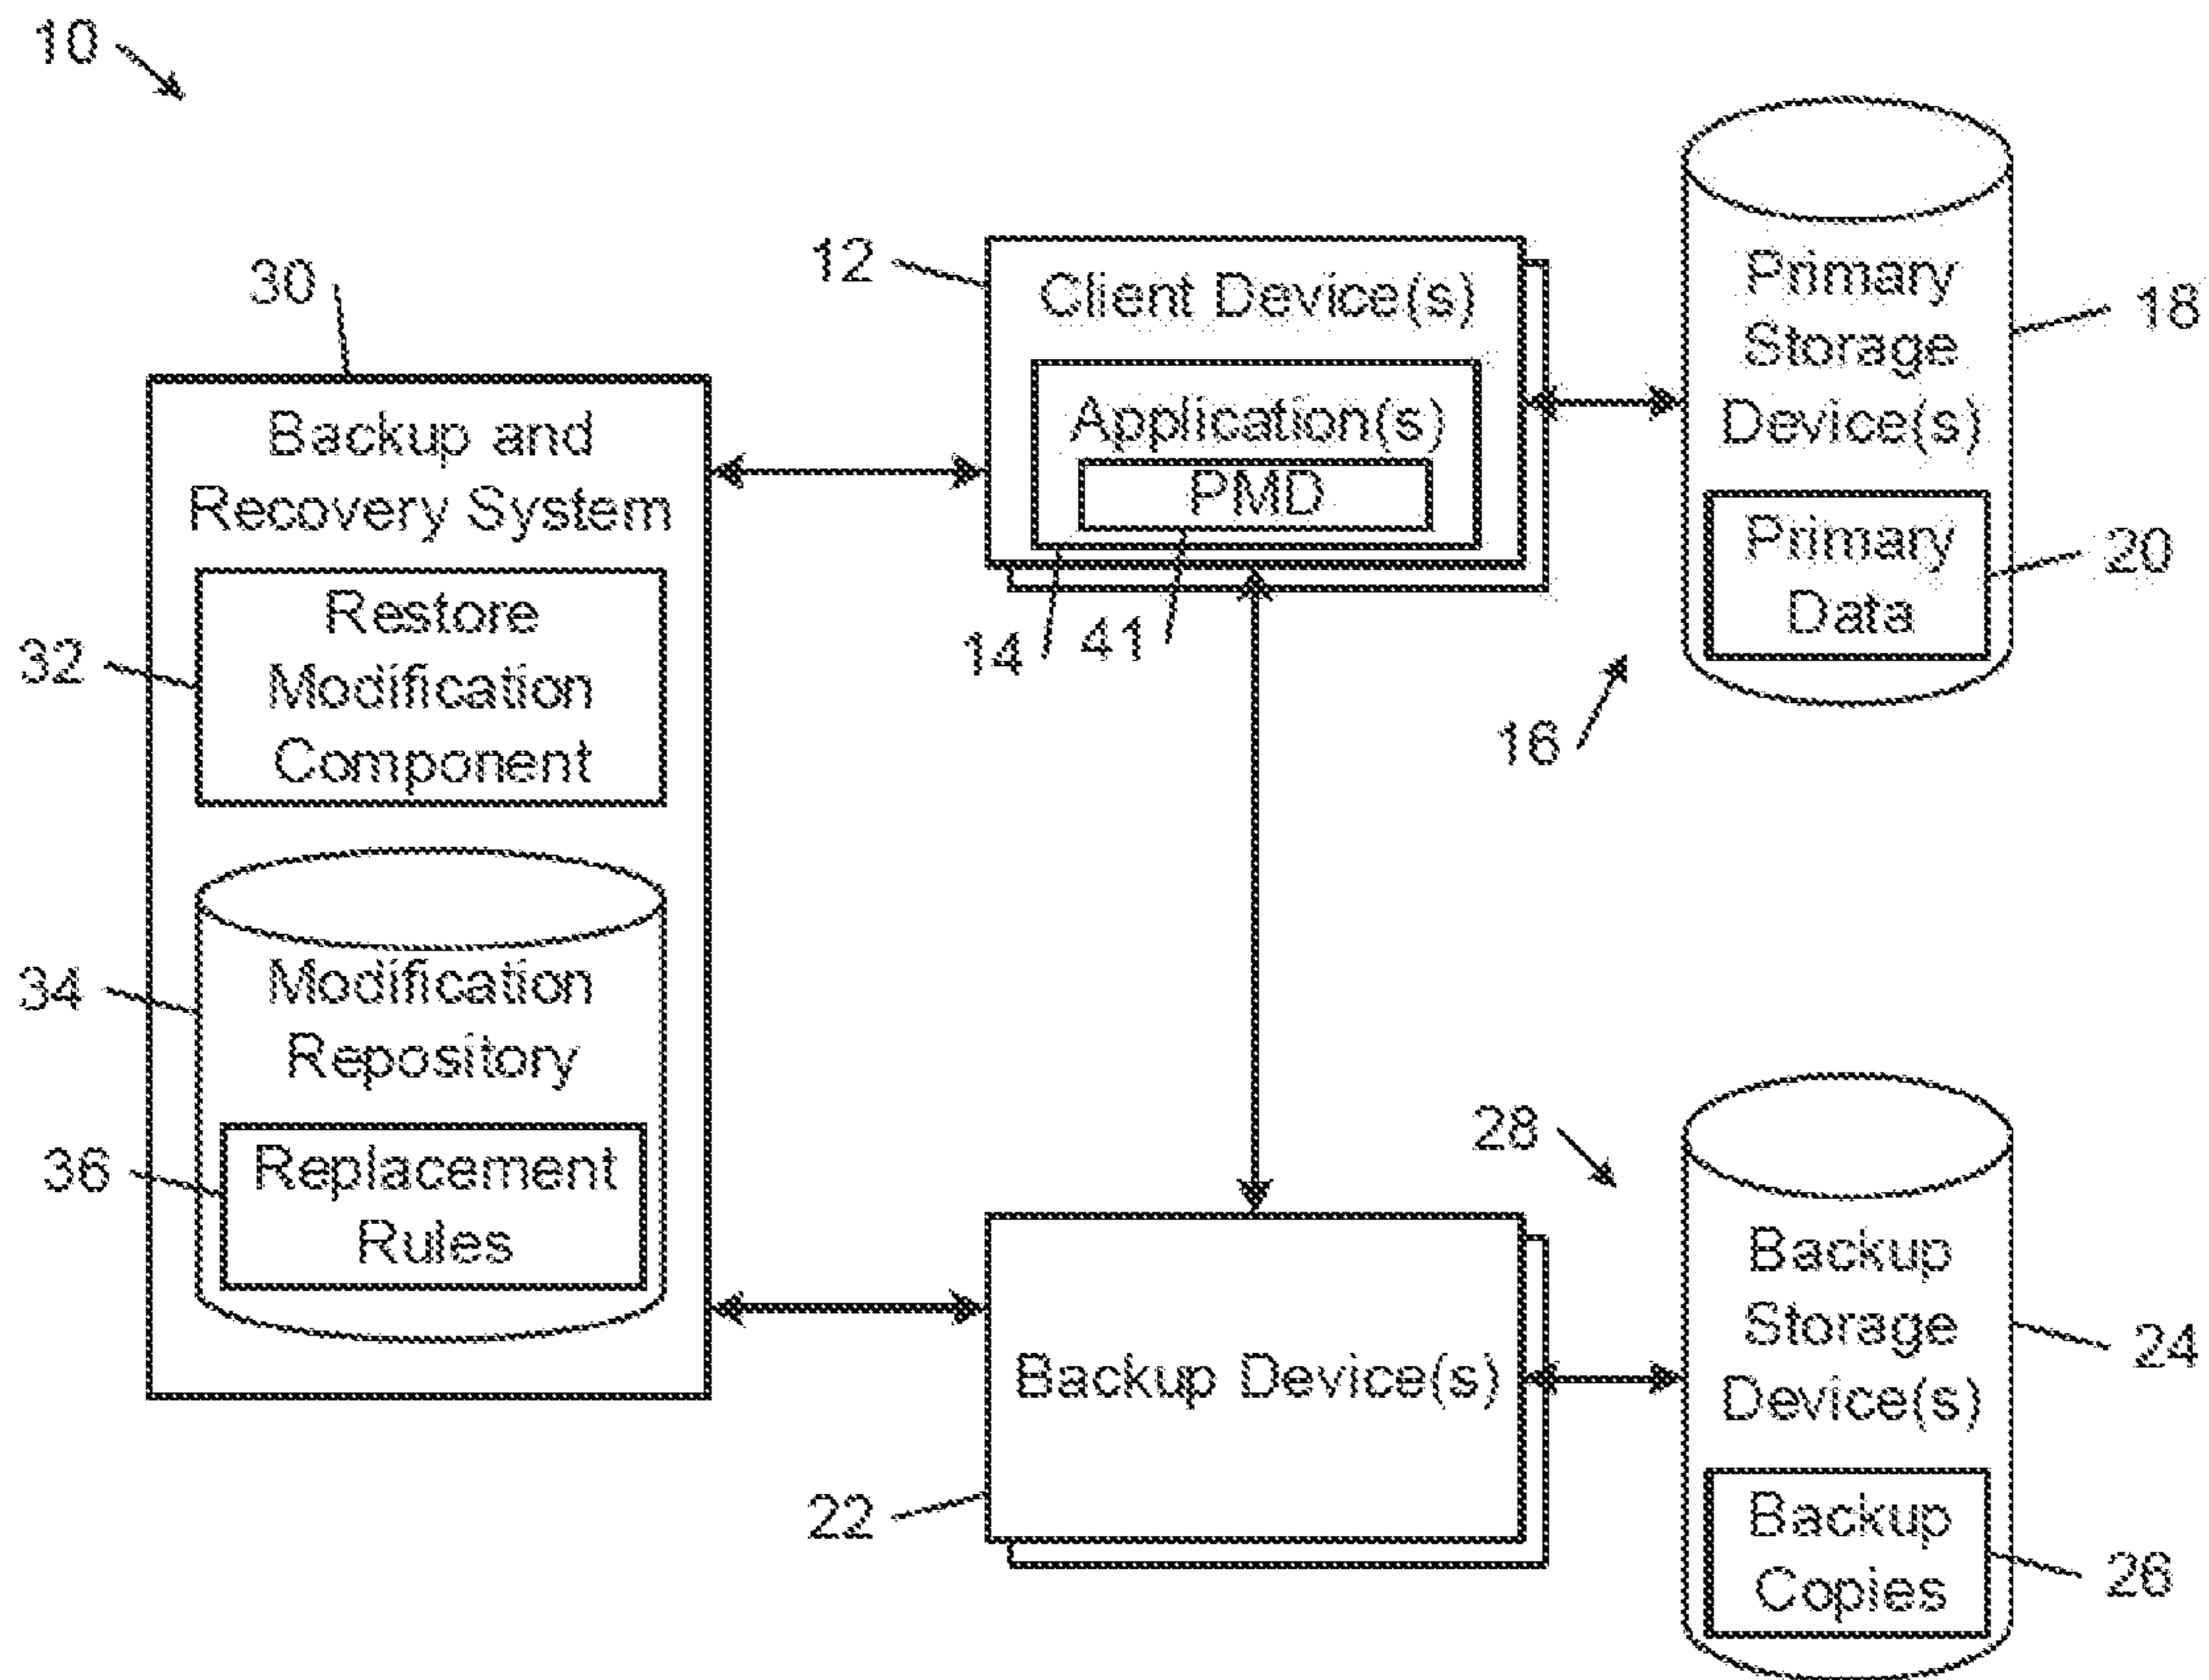 10
30
Backup and
Recovery System
32
Restore
Modification
Component
34
Modification
Repository
36
Replacement
Rules
12
Client Device(s)
Application(s)
PMD
14
41
Primary
Storage
Device(s)
18
Primary
Data
20
16
28
Backup Device(s)
22
Backup
Storage
Device(s)
24
Backup
Copies
26